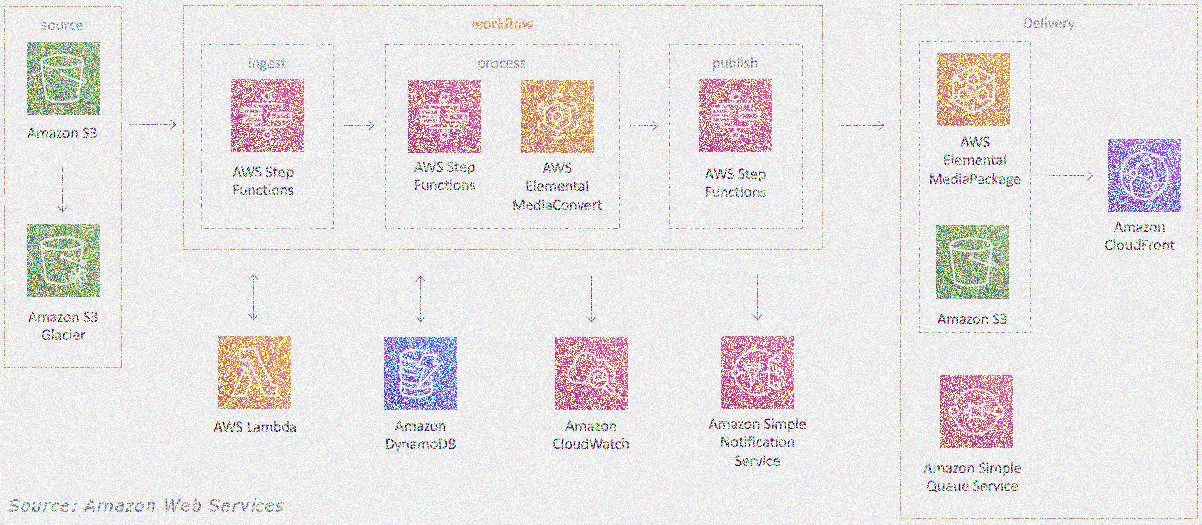 source
Amazon S3
Amazon S3
Glacier
workflow
ingest
AWS Step
Functions
process
AWS Step
Functions
AWS
Elemental
MediaConvert
publish
AWS Step
Functions
AWS Lambda
Amazon
DynamoDB
Amazon
CloudWatch
Amazon Simple
Notification
Service
Delivery
AWS
Elemental
MediaPackage
Amazon S3
Amazon
CloudFront
Amazon Simple
Queue Service
Source: Amazon Web Services